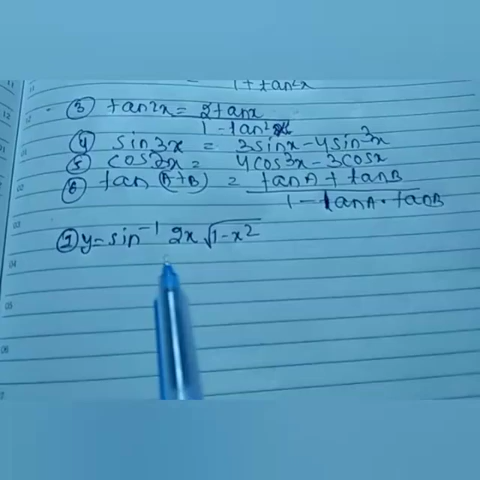 1+tan²x
③ tan2x = 2tanx
1-tan²x
④ sin3x = 3sinx-4sin³x
⑤ cos3x = 4cos³x-3cosx
⑥ tan(A+B) = tanA+tanB
1-tanA·tanB
① y=sin⁻¹ 2x√1-x²